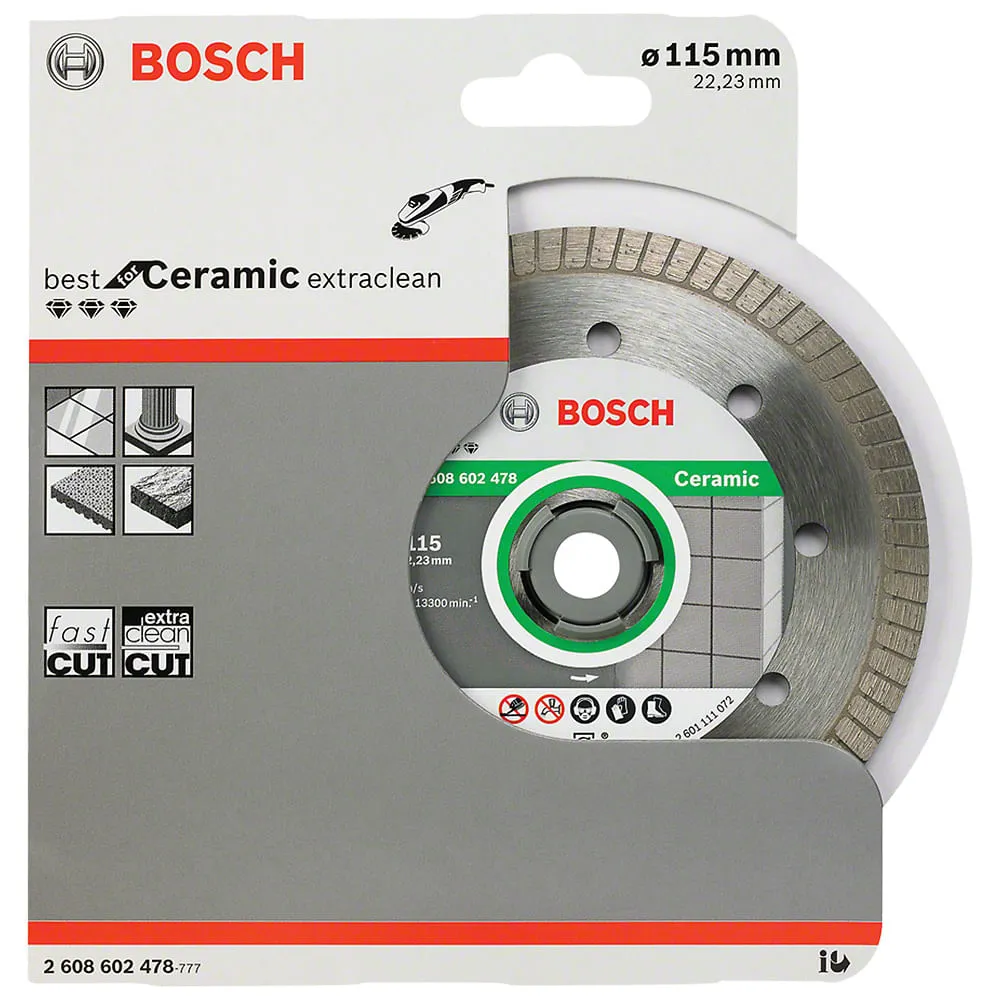 BOSCH
ø 115 mm
22,23 mm
best for Ceramic extraclean
BOSCH
608 602 478
Ceramic
115
2,23 mm
/s
13300 min.-1
fast CUT
extra clean CUT
2 601 111 072
®
2 608 602 478-777